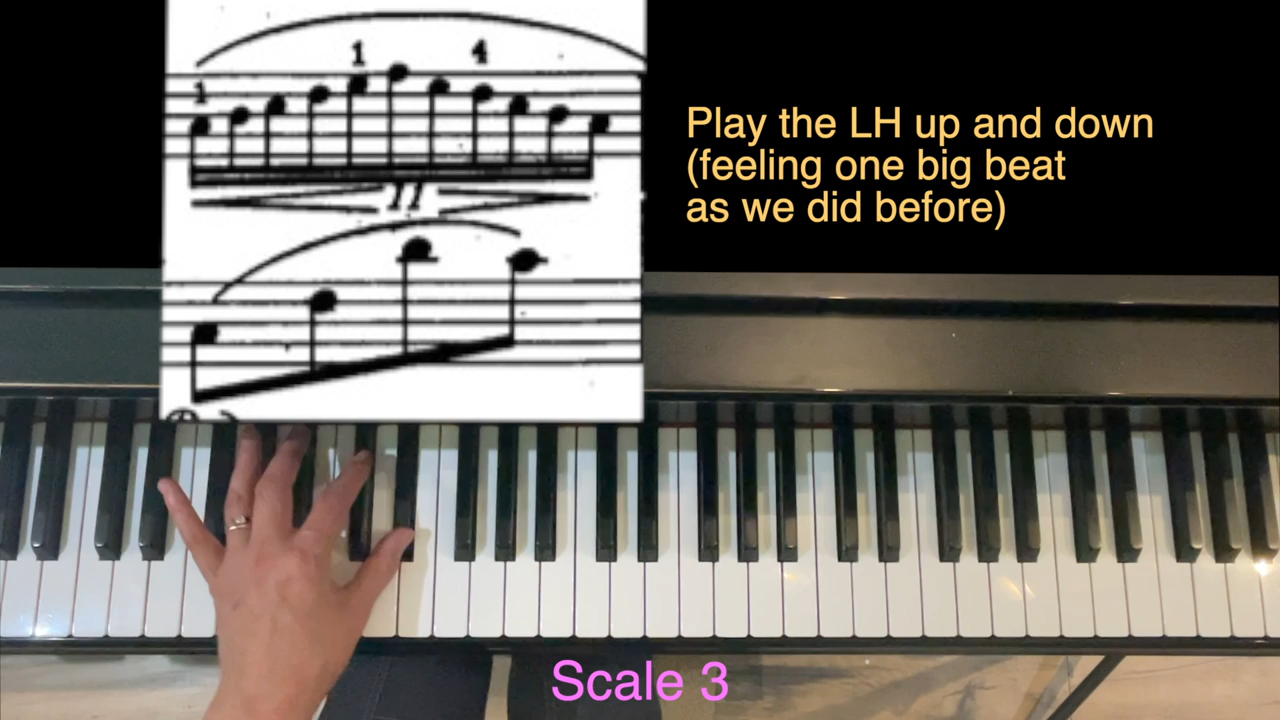 1
4
1
11
Play the LH up and down
(feeling one big beat
as we did before)
Scale 3